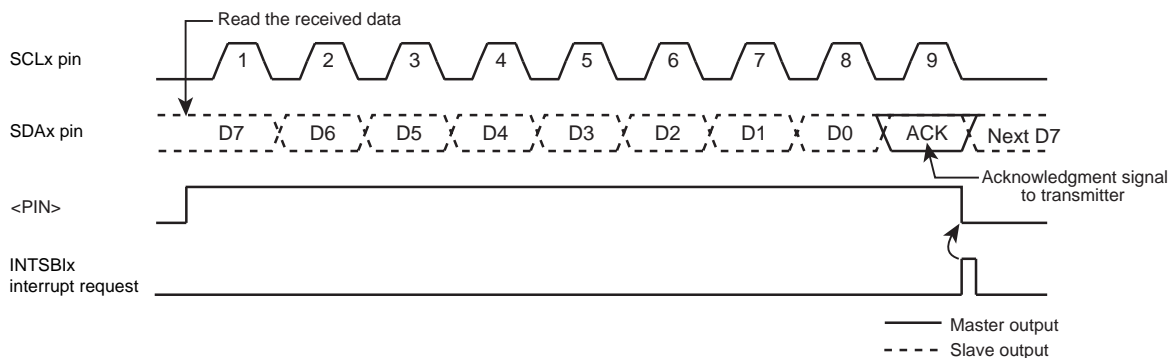 Read the received data
SCLx pin
1 2 3 4 5 6 7 8 9
SDAx pin
D7 D6 D5 D4 D3 D2 D1 D0 ACK Next D7
Acknowledgment signal
to transmitter
<PIN>
INTSBIx
interrupt request
Master output
Slave output